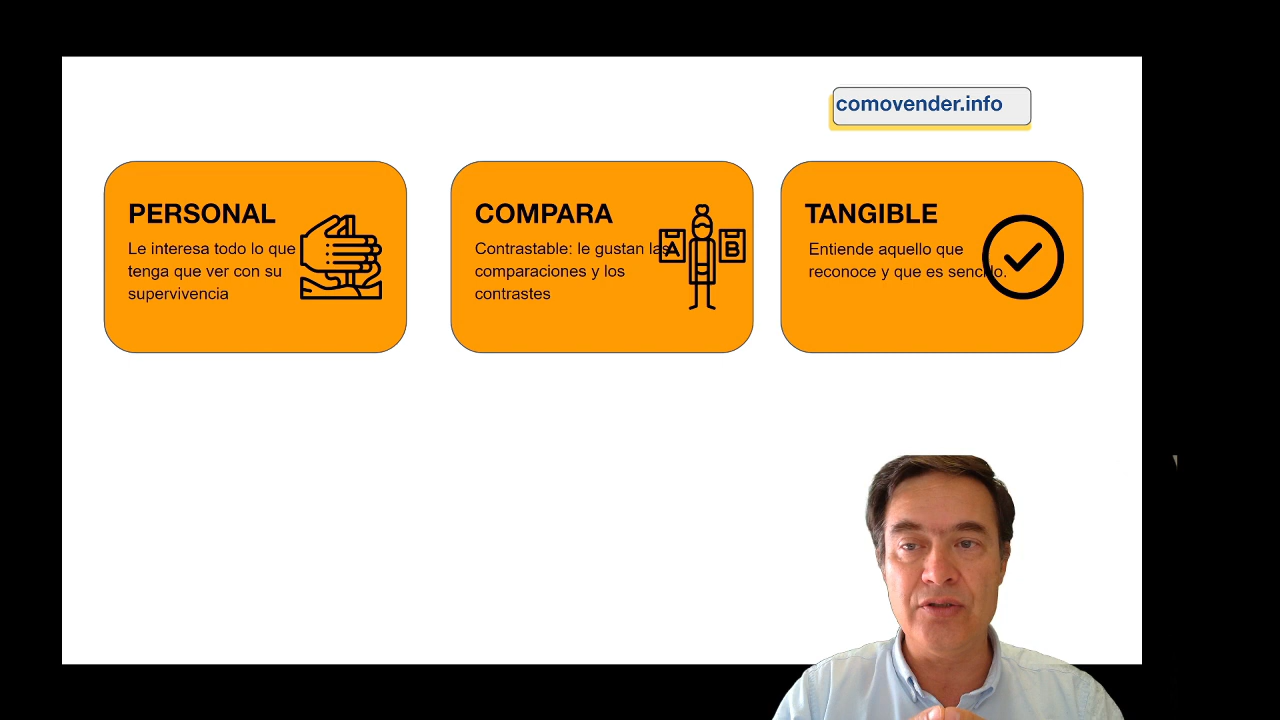 comovender.info
PERSONAL
Le interesa todo lo que
tenga que ver con su
supervivencia
COMPARA
Contrastable: le gustan las
comparaciones y los
contrastes
A
B
TANGIBLE
Entiende aquello que
reconoce y que es sencillo.